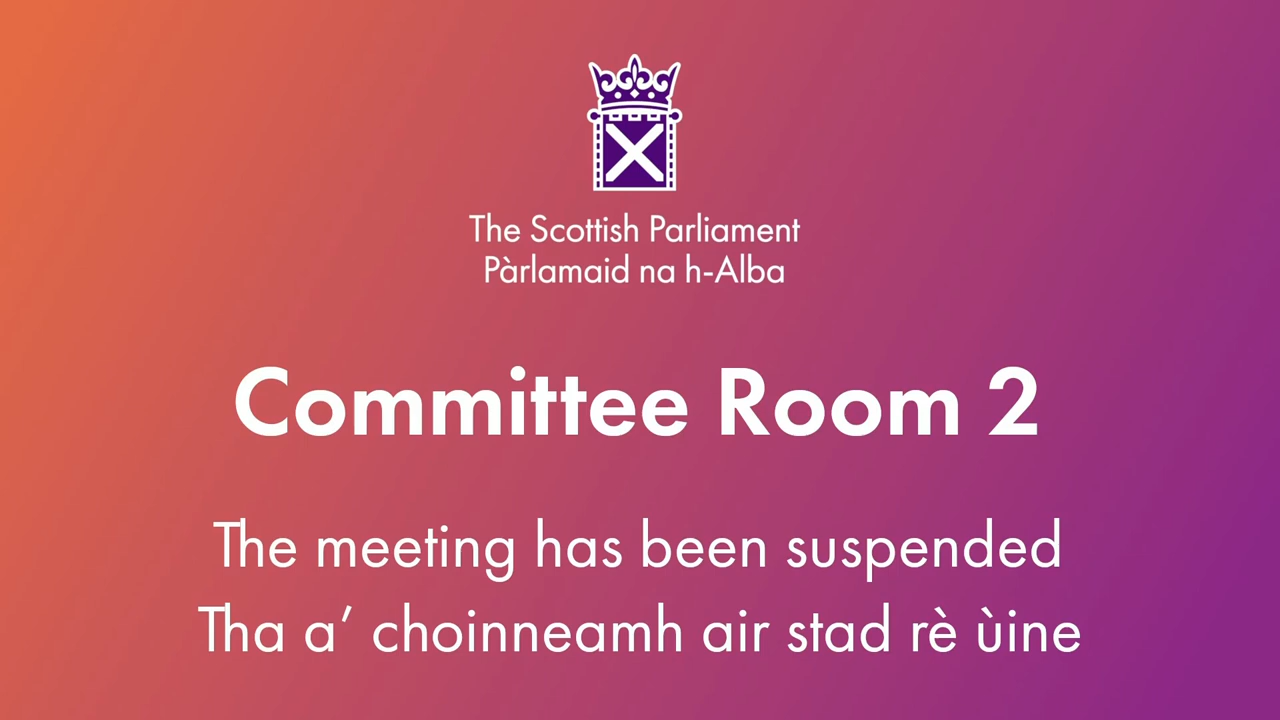 The Scottish Parliament
Pàrlamaid na h-Alba
Committee Room 2
The meeting has been suspended
Tha a’ choinneamh air stad rè ùine